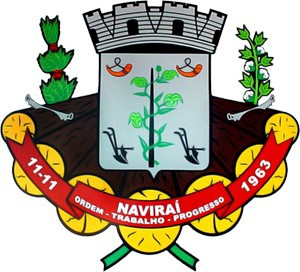 11-11
NAVIRAÍ
ORDEM - TRABALHO - PROGRESSO
1963